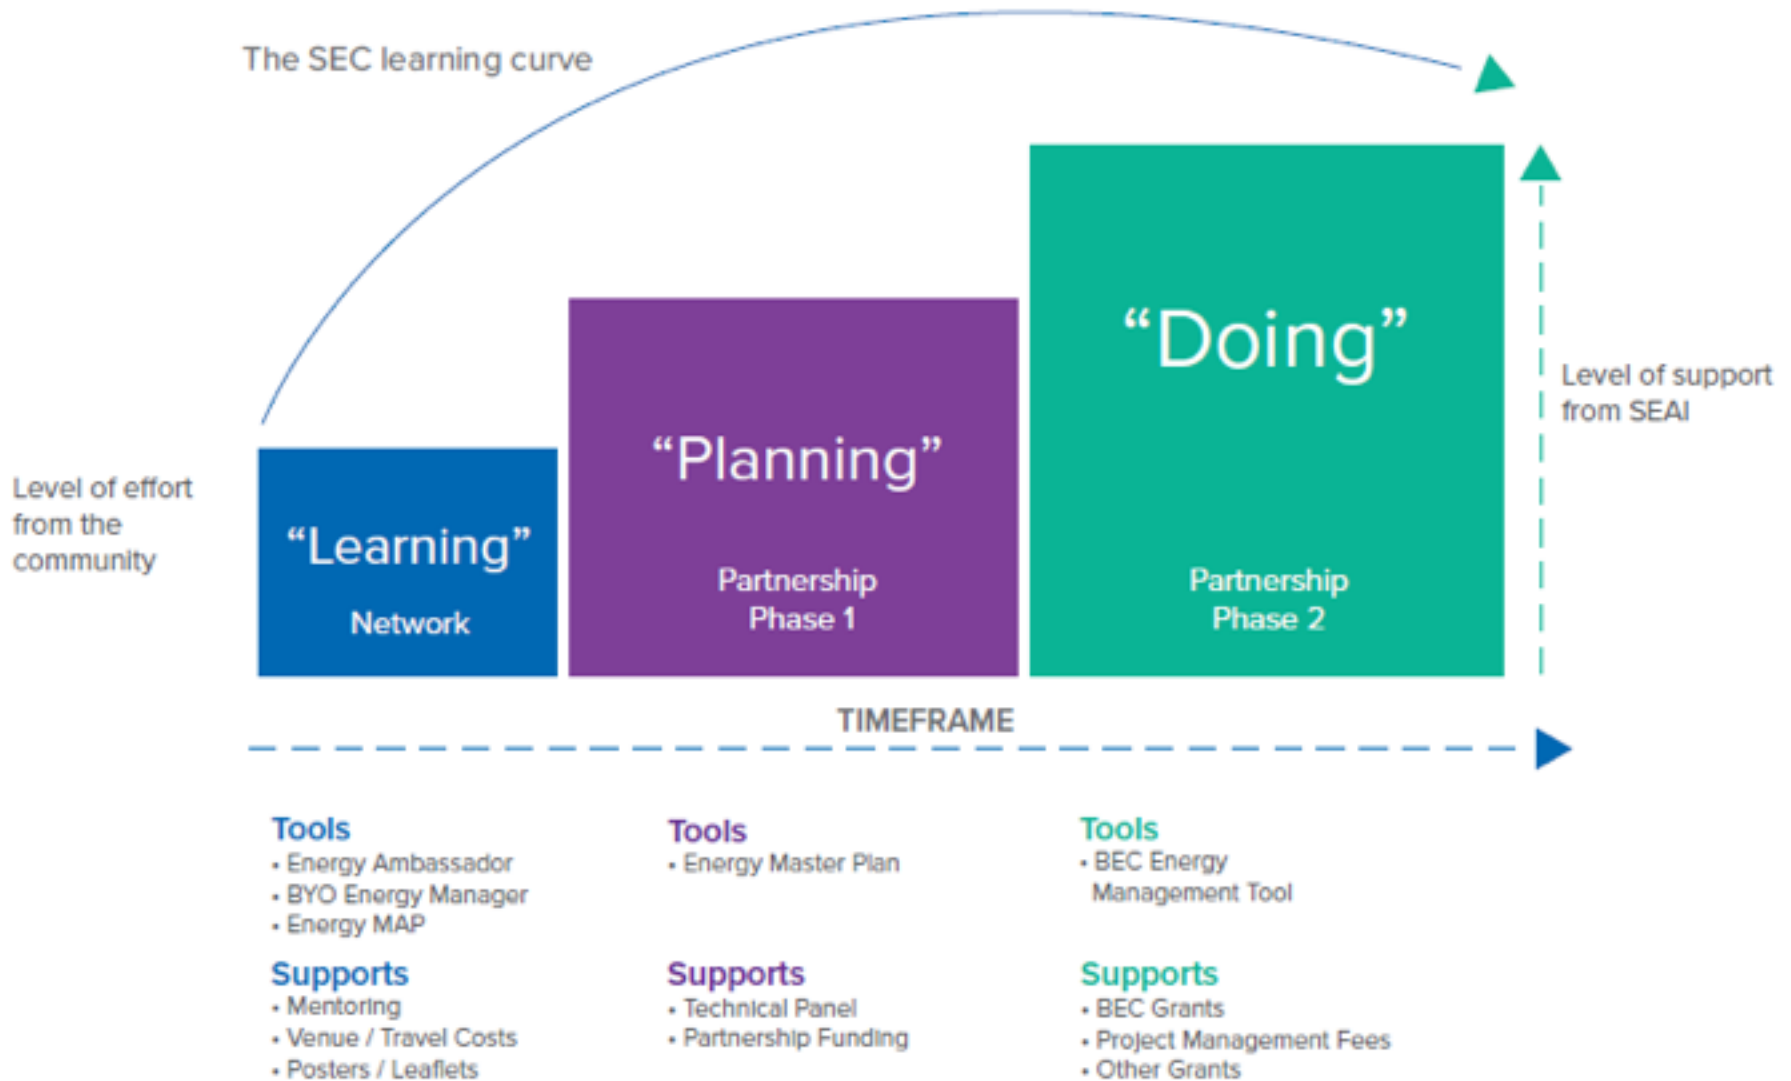 The SEC learning curve
“Doing”
Level of support
from SEAI
“Planning”
Level of effort
from the
community
“Learning”
Network
Partnership
Phase 1
Partnership
Phase 2
TIMEFRAME
Tools
• Energy Ambassador
• BYO Energy Manager
• Energy MAP
Supports
• Mentoring
• Venue / Travel Costs
• Posters / Leaflets
Tools
• Energy Master Plan
Supports
• Technical Panel
• Partnership Funding
Tools
• BEC Energy
Management Tool
Supports
• BEC Grants
• Project Management Fees
• Other Grants